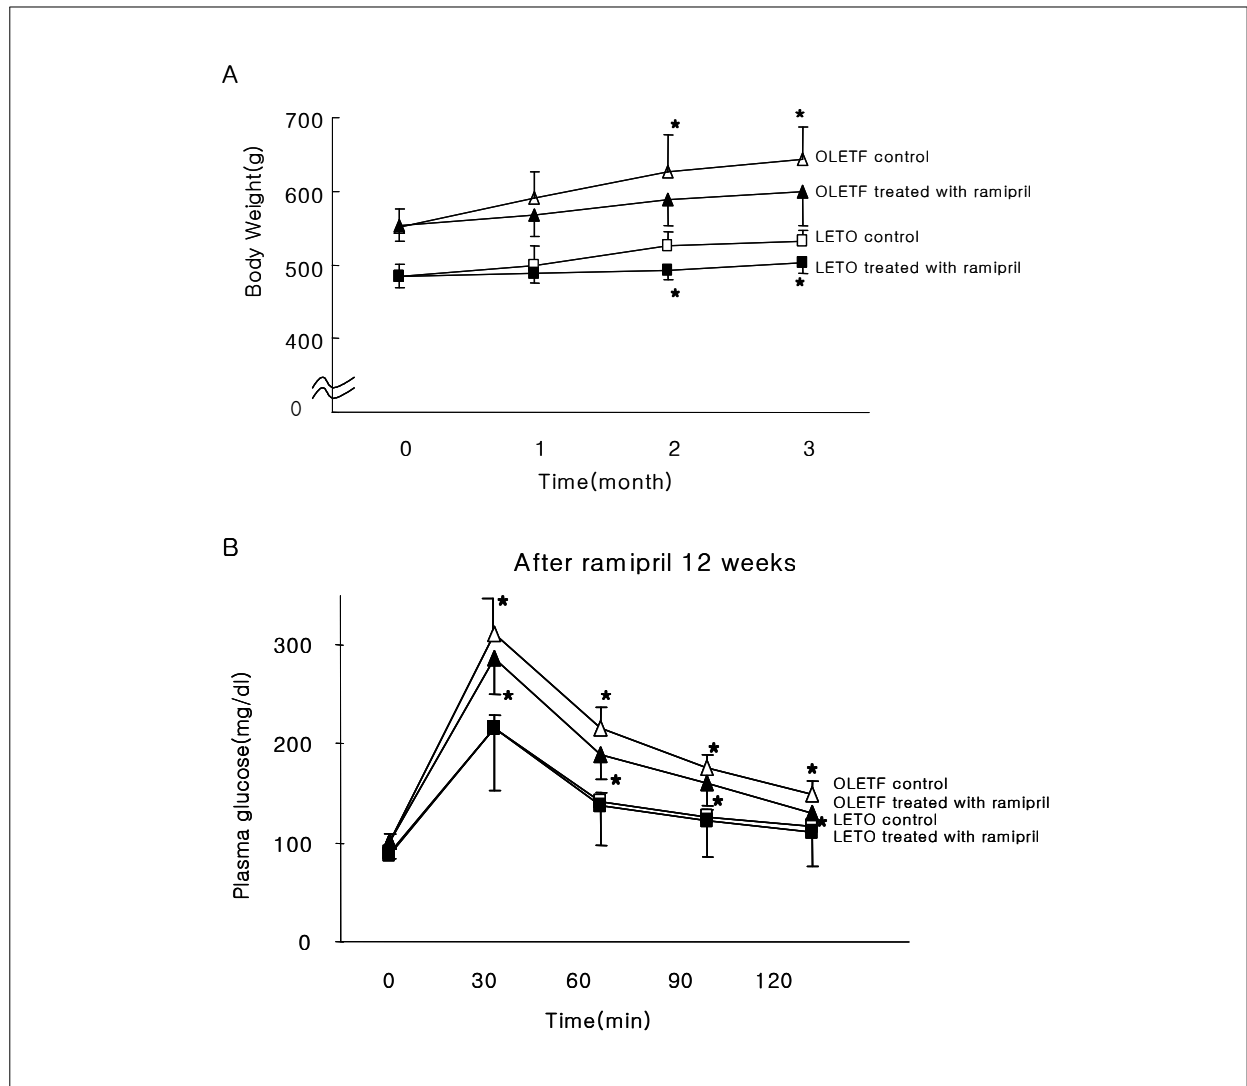 A
700
600
500
400
0
Body Weight(g)
*
*
OLETF control
OLETF treated with ramipril
LETO control
LETO treated with ramipril
*
*
0 1 2 3
Time(month)
B
After ramipril 12 weeks
300
200
100
0
Plasma glucose(mg/dl)
*
*
*
*
*
*
*
*
OLETF control
OLETF treated with ramipril
LETO control
LETO treated with ramipril
0 30 60 90 120
Time(min)